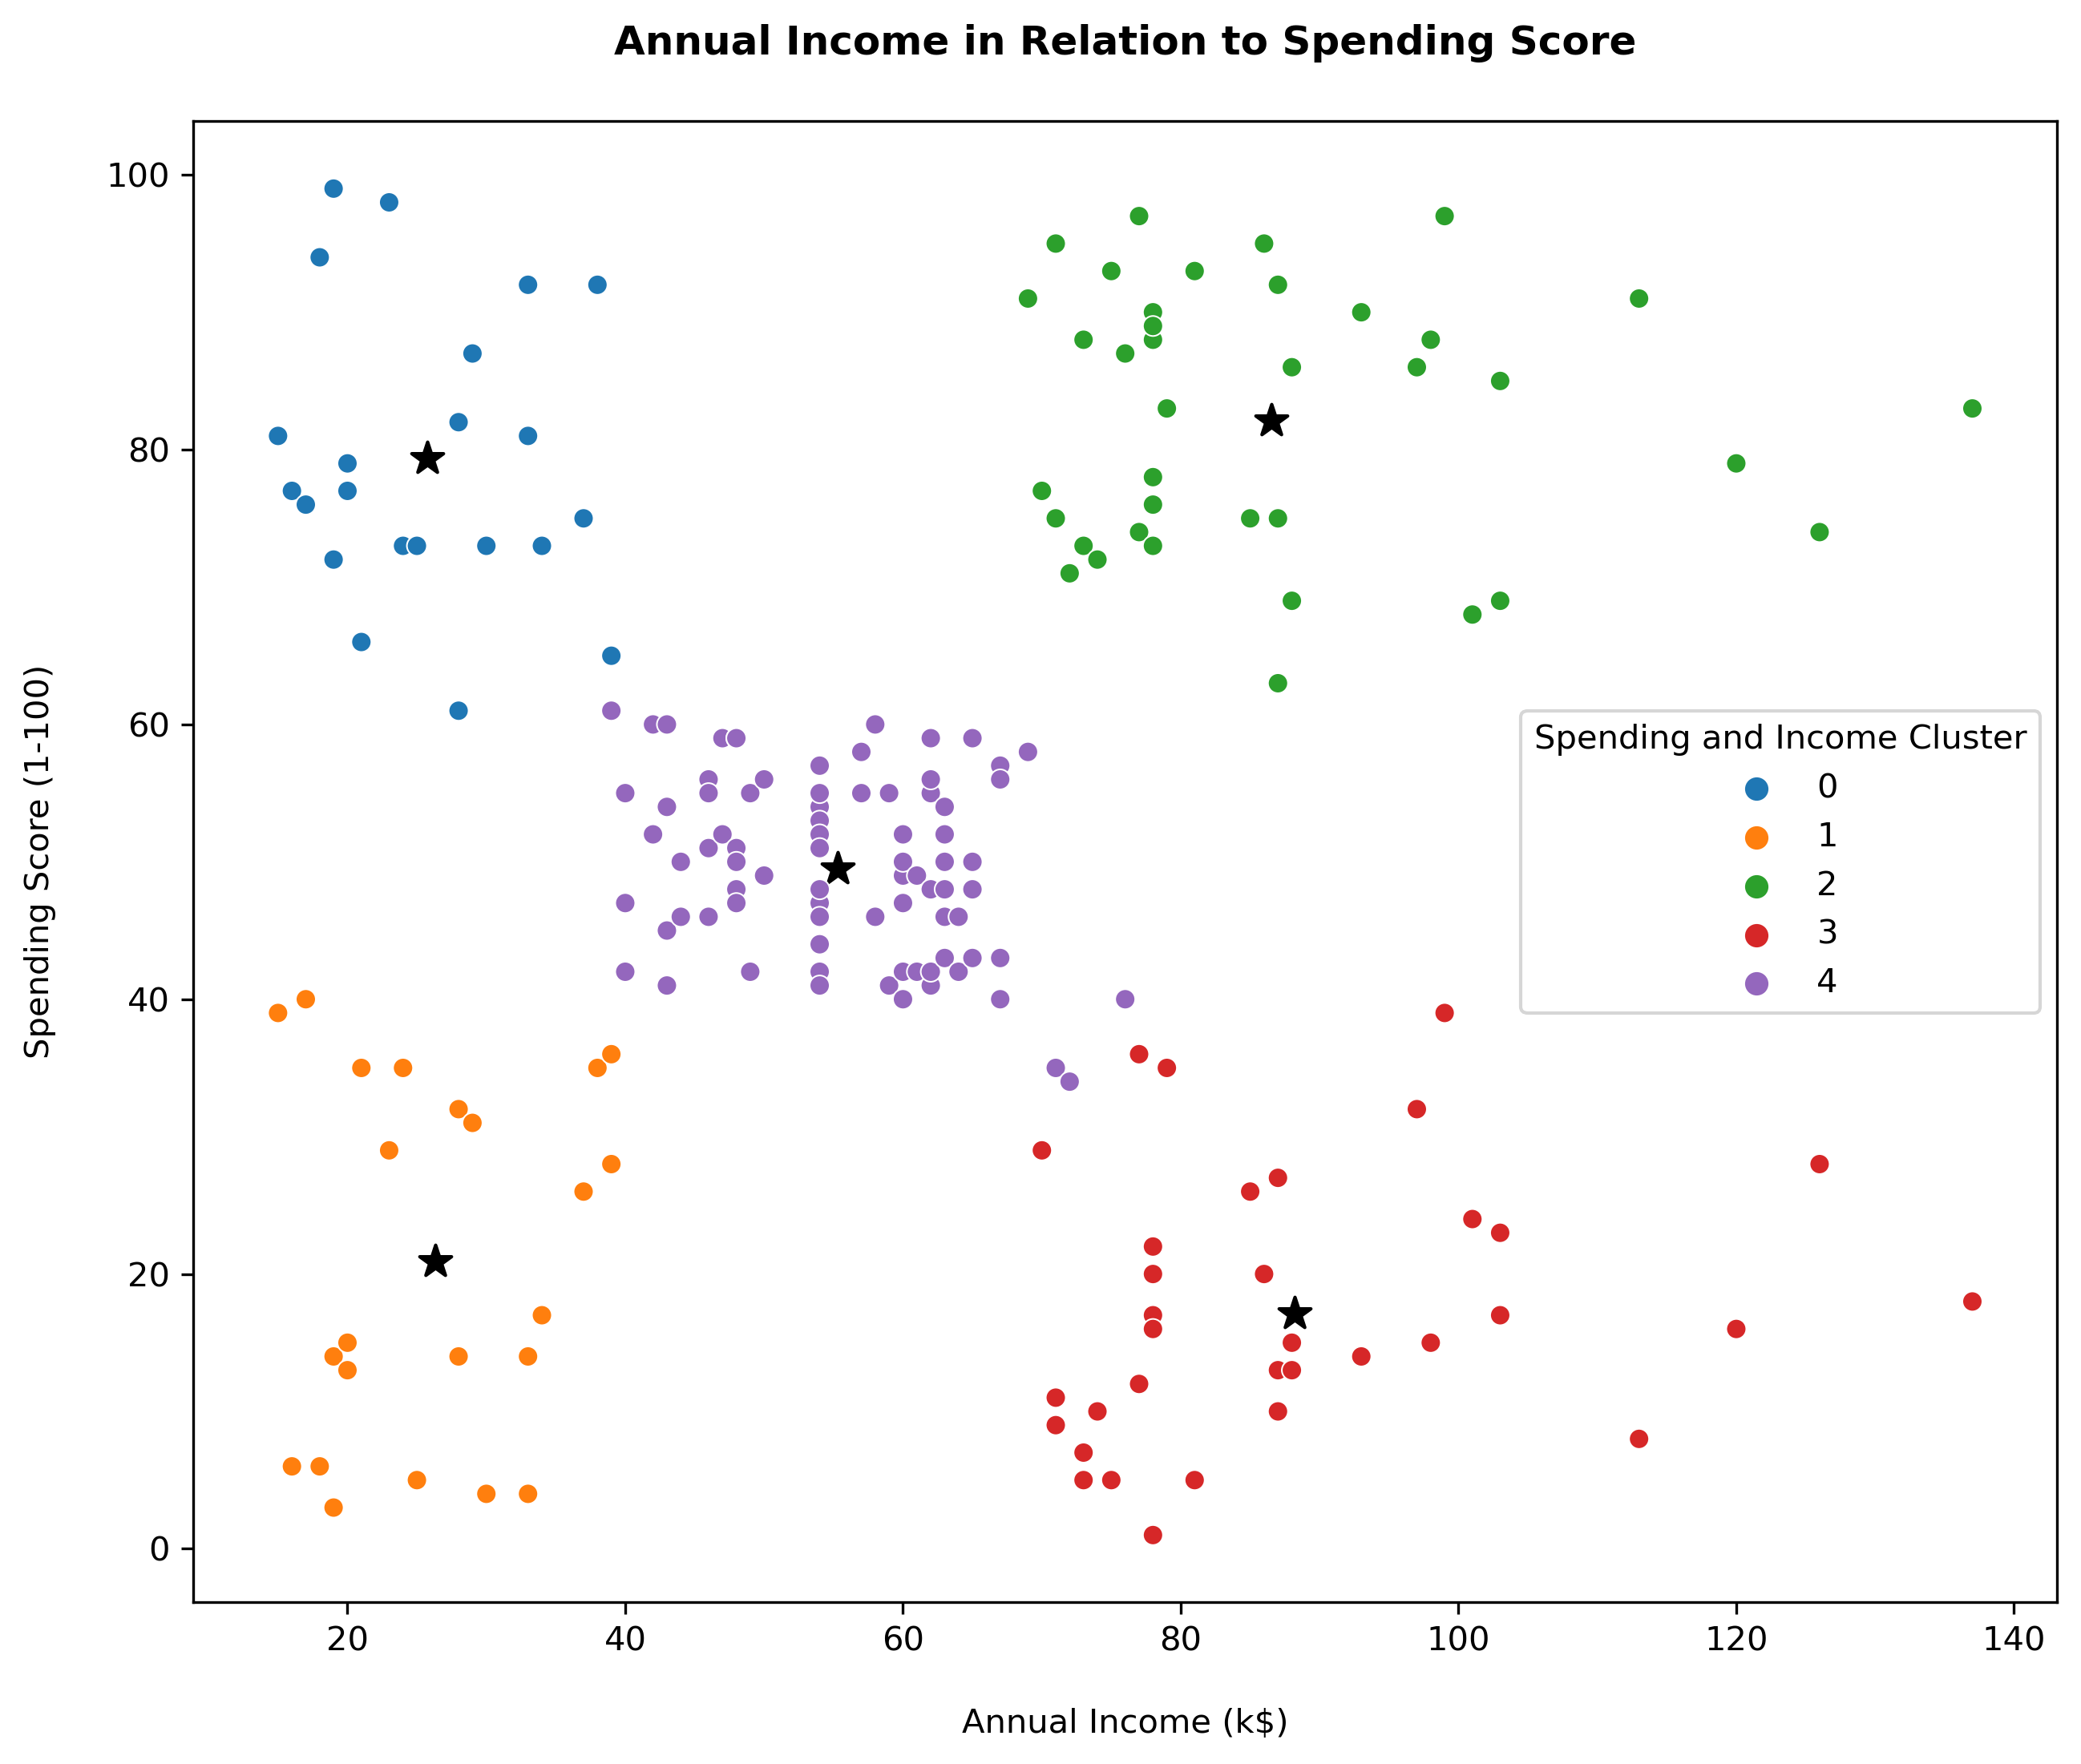 Annual Income in Relation to Spending Score
100
80
60
40
20
0
Spending Score (1-100)
Spending and Income Cluster
0
1
2
3
4
20 40 60 80 100 120 140
Annual Income (k$)